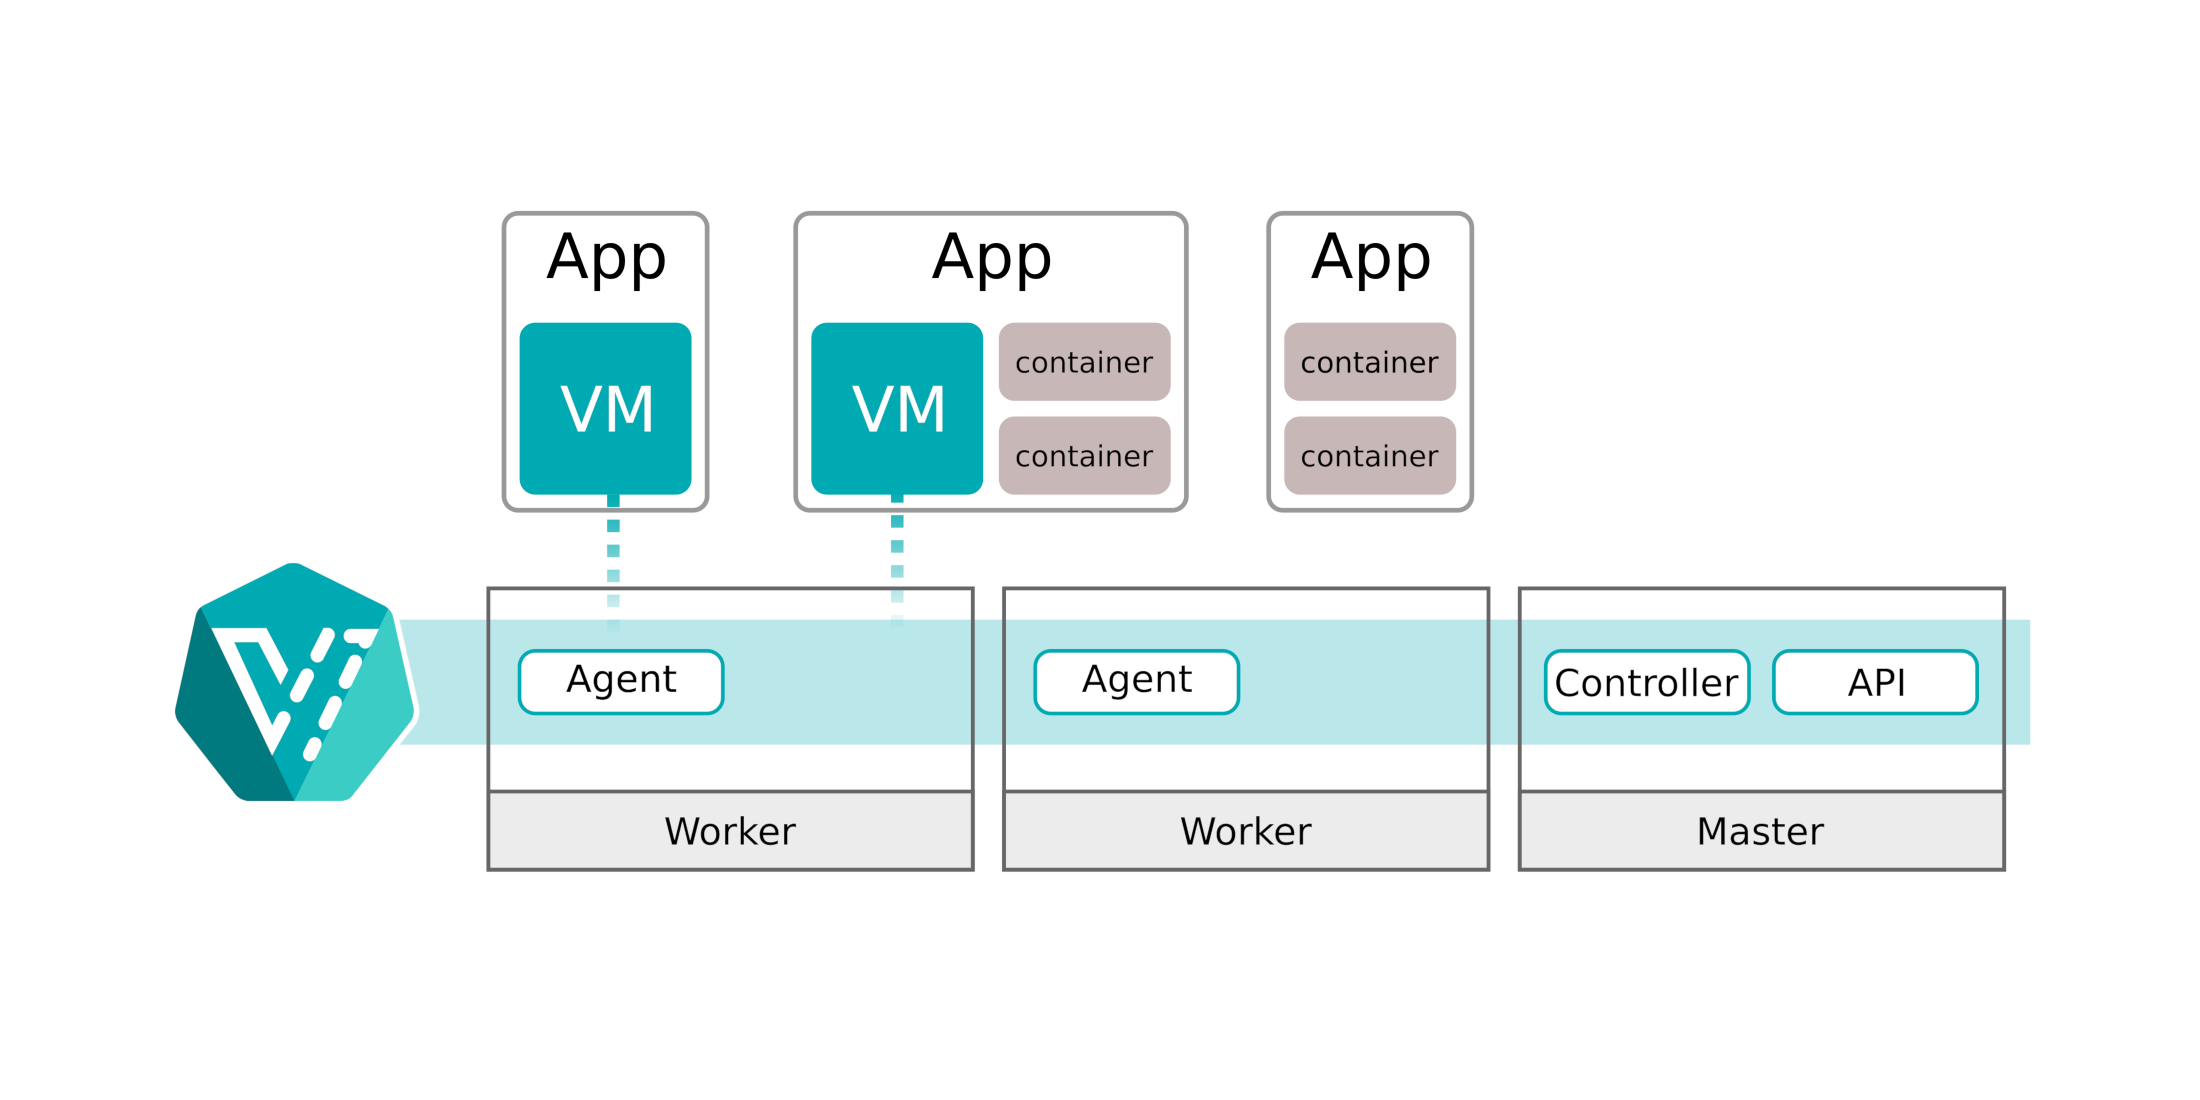 App
VM
App
VM
container
container
App
container
container
Agent
Worker
Agent
Worker
Controller
API
Master